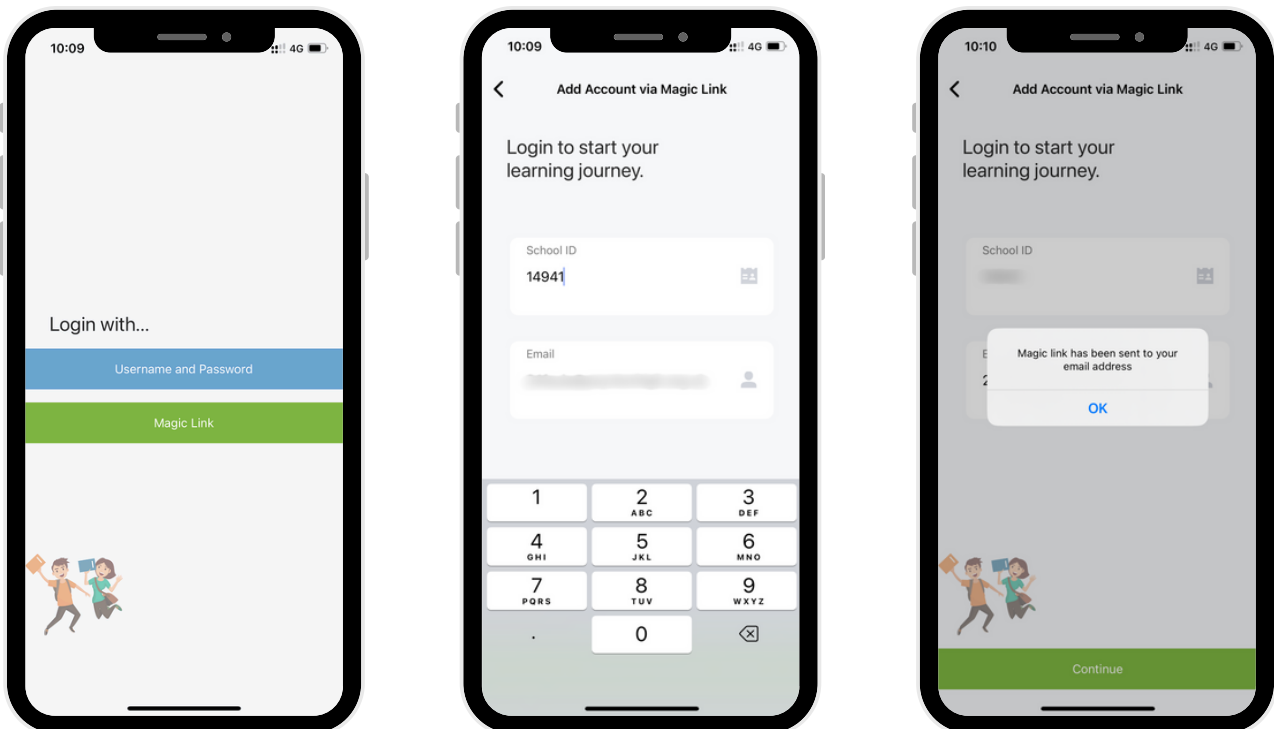 10:09
4G
Login with...
Username and Password
Magic Link
10:09
4G
Add Account via Magic Link
Login to start your
learning journey.
School ID
14941
Email
1
2
ABC
3
DEF
4
GHI
5
JKL
6
MNO
7
PQRS
8
TUV
9
WXYZ
.
0
10:10
4G
Add Account via Magic Link
Login to start your
learning journey.
School ID
E
2
Magic link has been sent to your
email address
OK
Continue